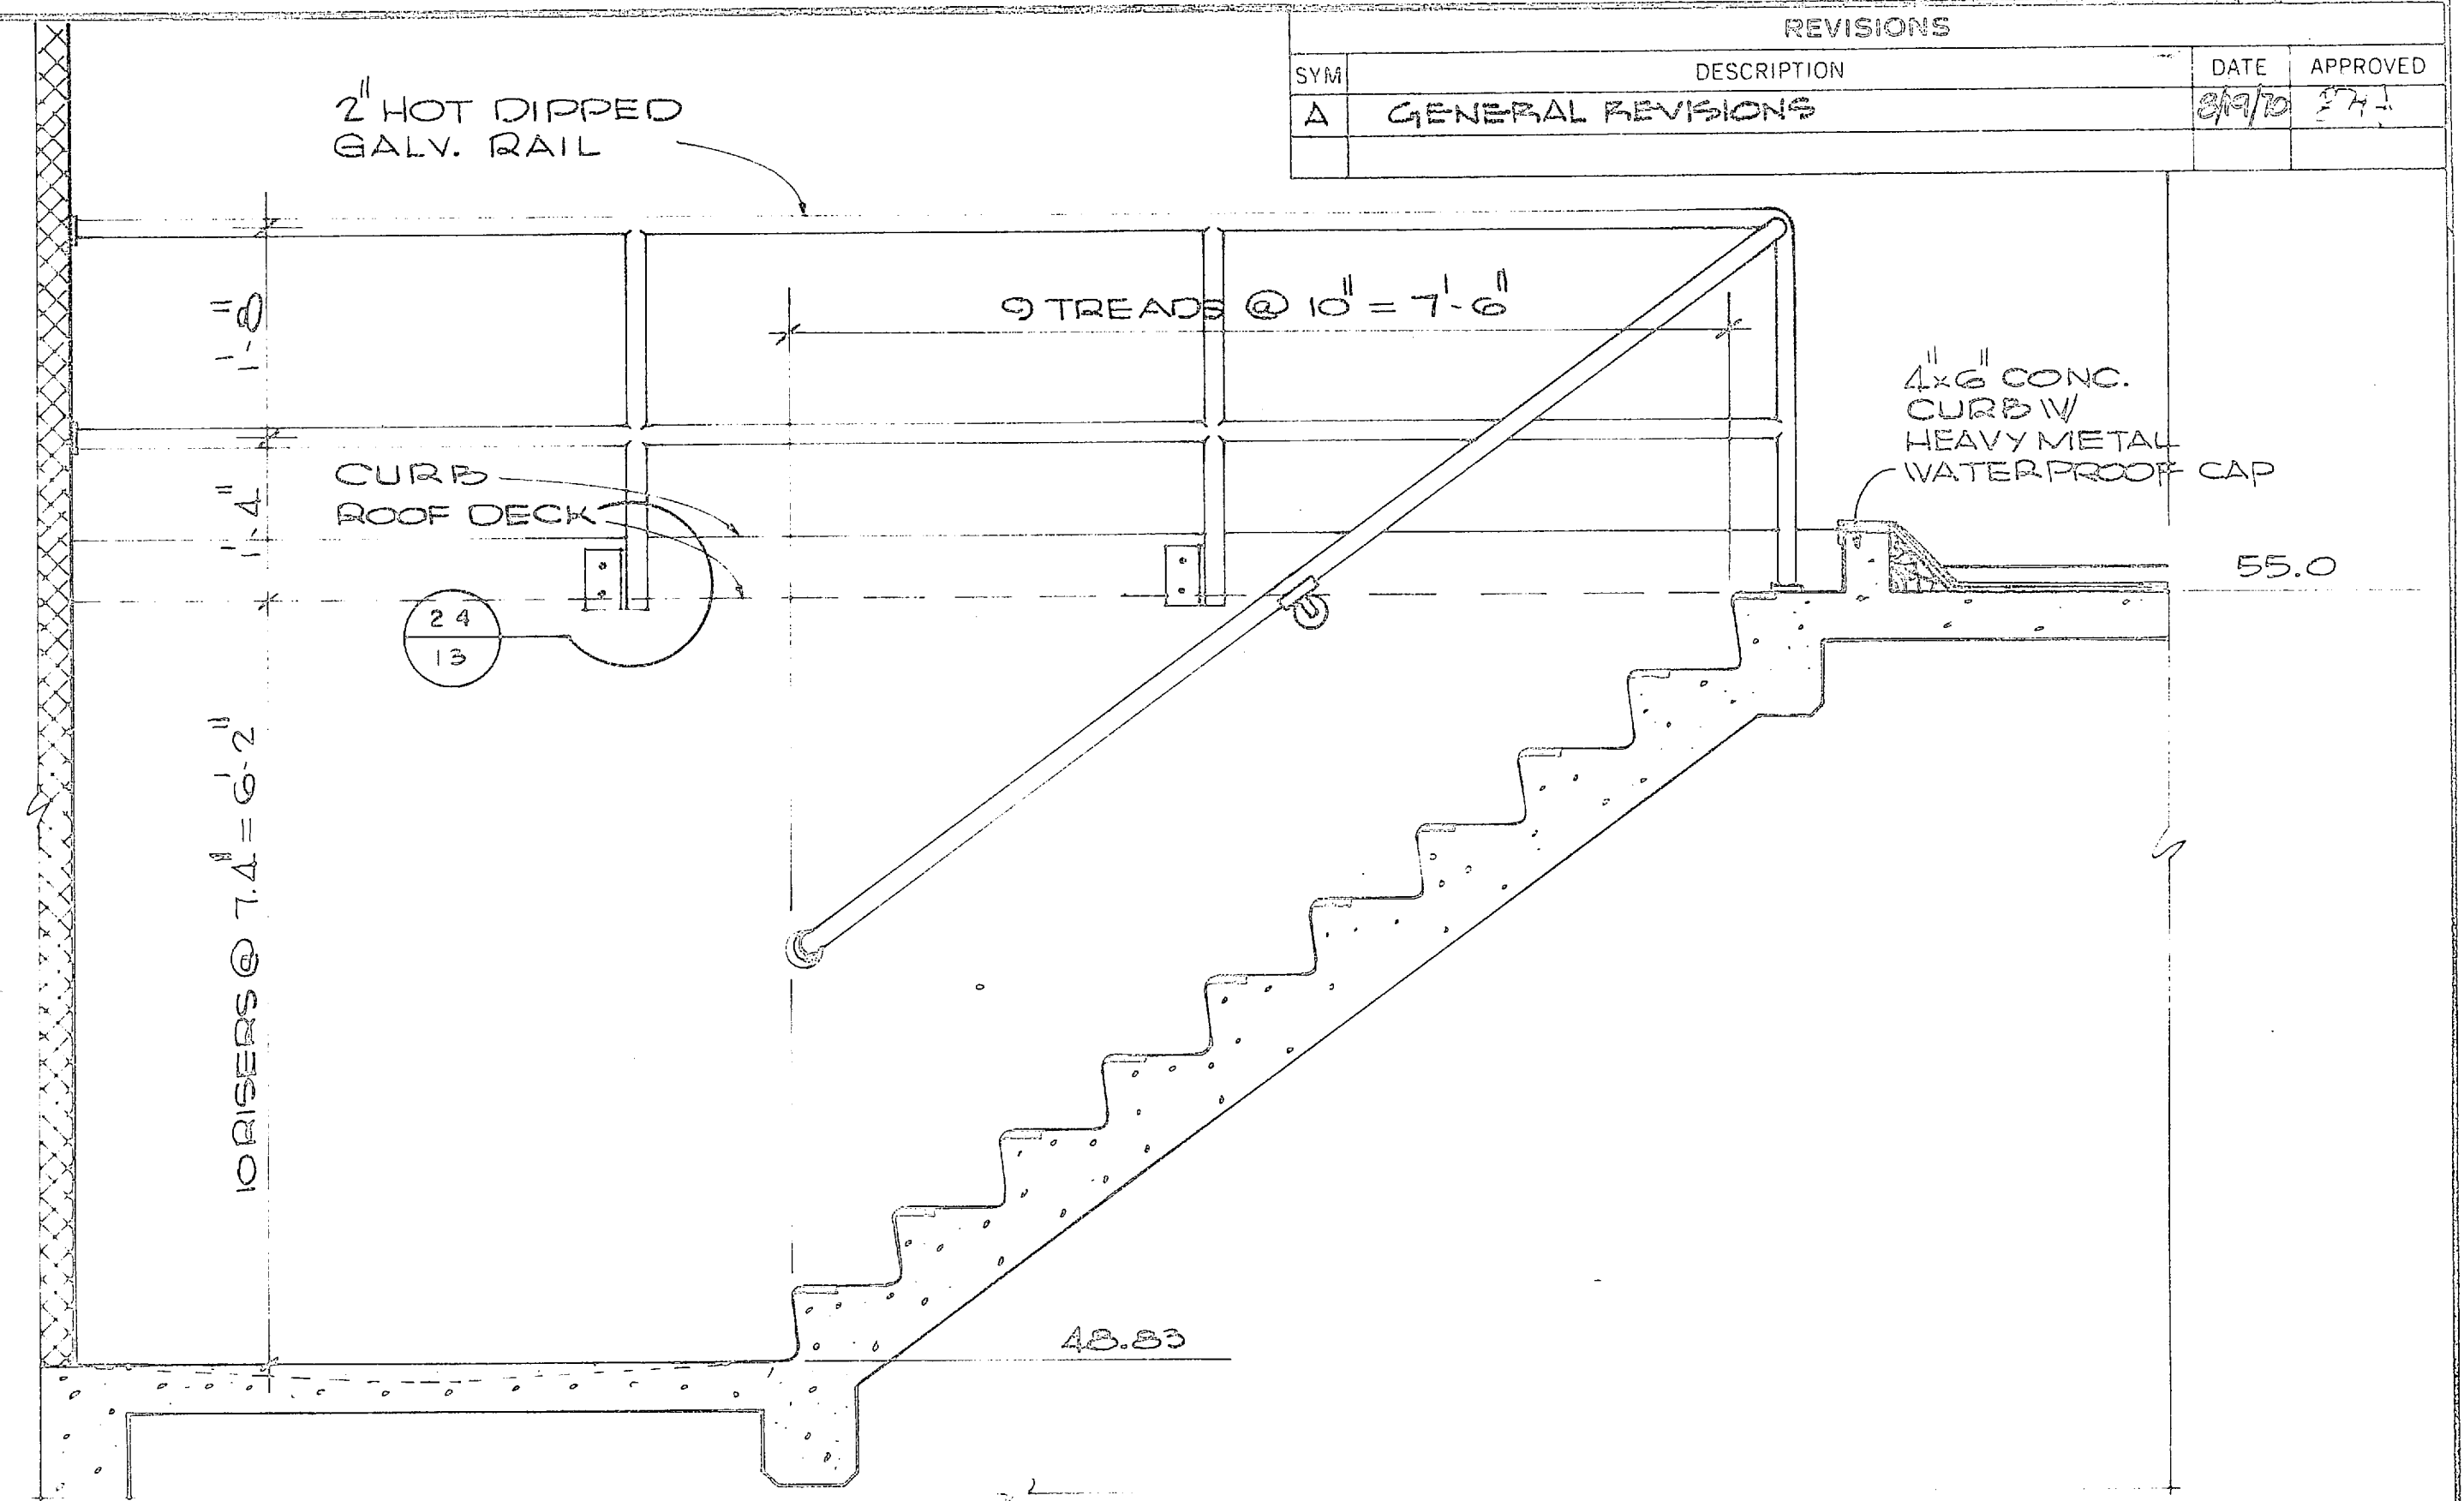 REVISIONS
SYM DESCRIPTION DATE APPROVED
A GENERAL REVISIONS 8/19/70
2" HOT DIPPED
GALV. RAIL
9 TREADS @ 10" = 7'-6"
1'-8"
4"x6" CONC.
CURB W/
HEAVY METAL
WATERPROOF CAP
CURB
ROOF DECK
1'-4"
55.0
24
13
10 RISERS @ 7.4" = 6'-2"
48.83